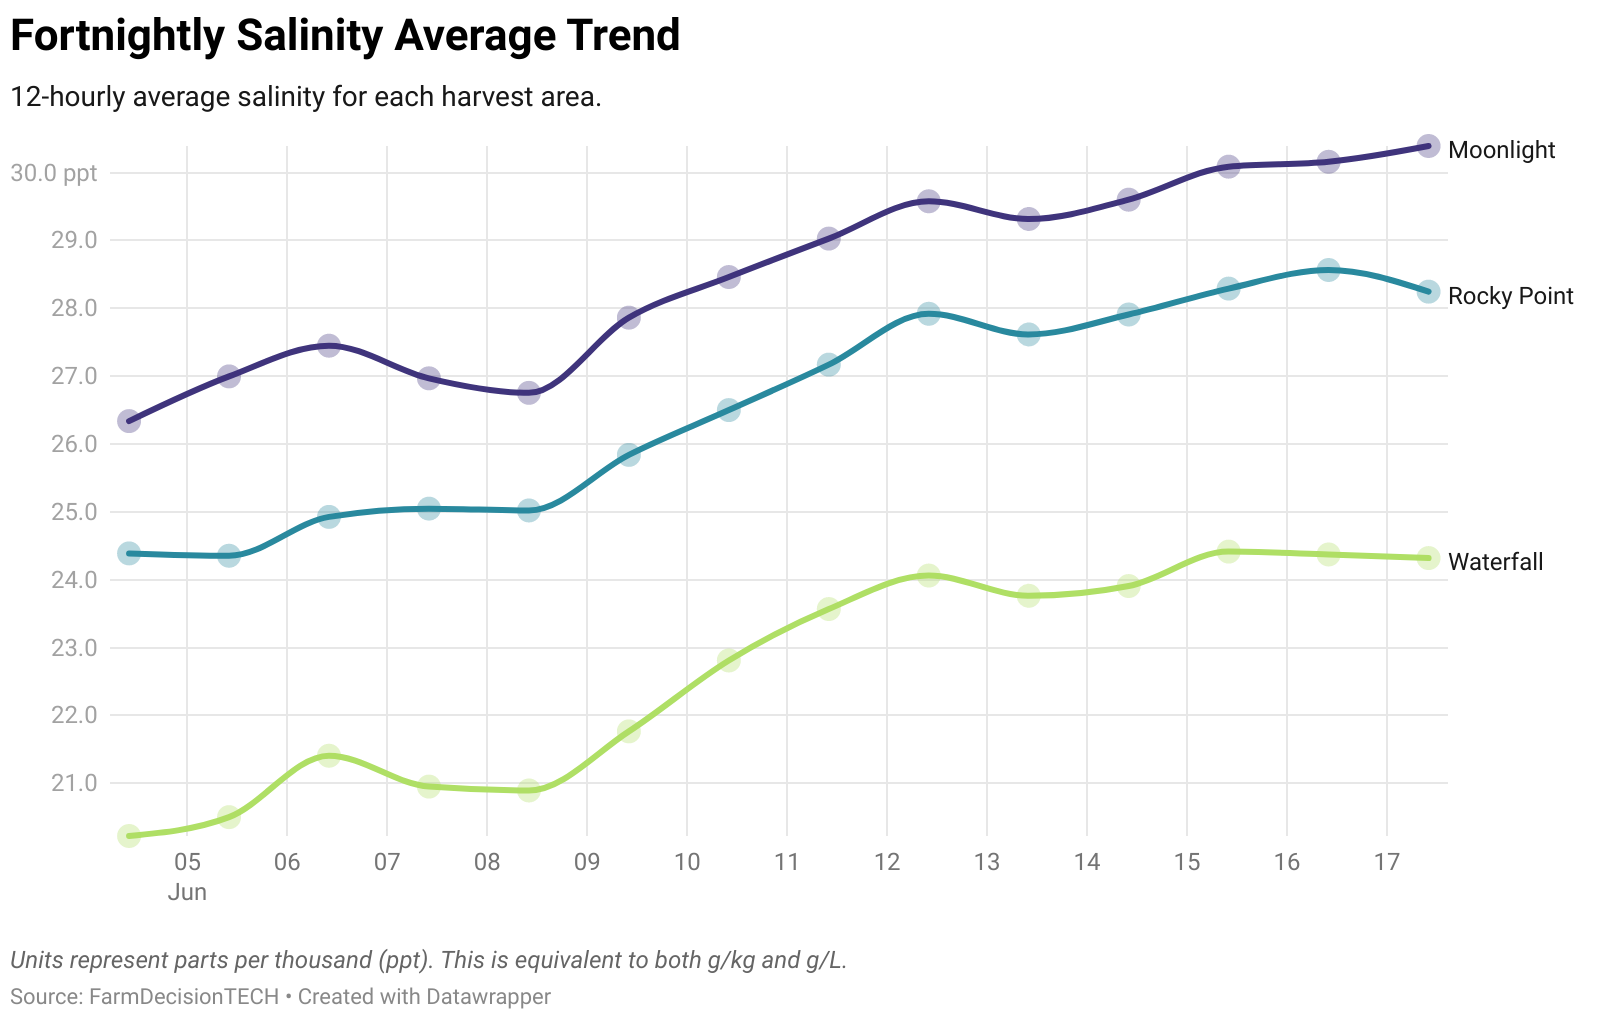 Fortnightly Salinity Average Trend
12-hourly average salinity for each harvest area.
30.0 ppt
29.0
28.0
27.0
26.0
25.0
24.0
23.0
22.0
21.0
Moonlight
Rocky Point
Waterfall
05 06 07 08 09 10 11 12 13 14 15 16 17
Jun
Units represent parts per thousand (ppt). This is equivalent to both g/kg and g/L.
Source: FarmDecisionTECH • Created with Datawrapper